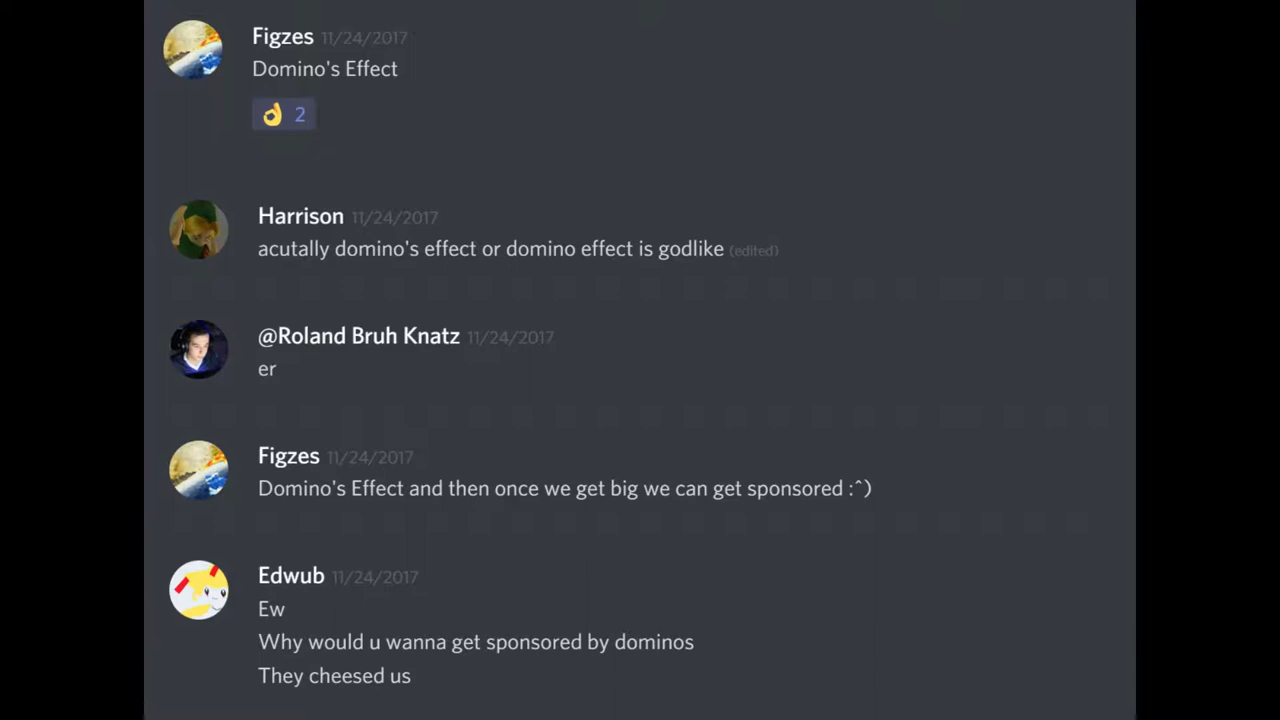 Figzes 11/24/2017
Domino's Effect
👌 2
Harrison 11/24/2017
acutally domino's effect or domino effect is godlike (edited)
@Roland Bruh Knatz 11/24/2017
er
Figzes 11/24/2017
Domino's Effect and then once we get big we can get sponsored :^)
Edwub 11/24/2017
Ew
Why would u wanna get sponsored by dominos
They cheesed us